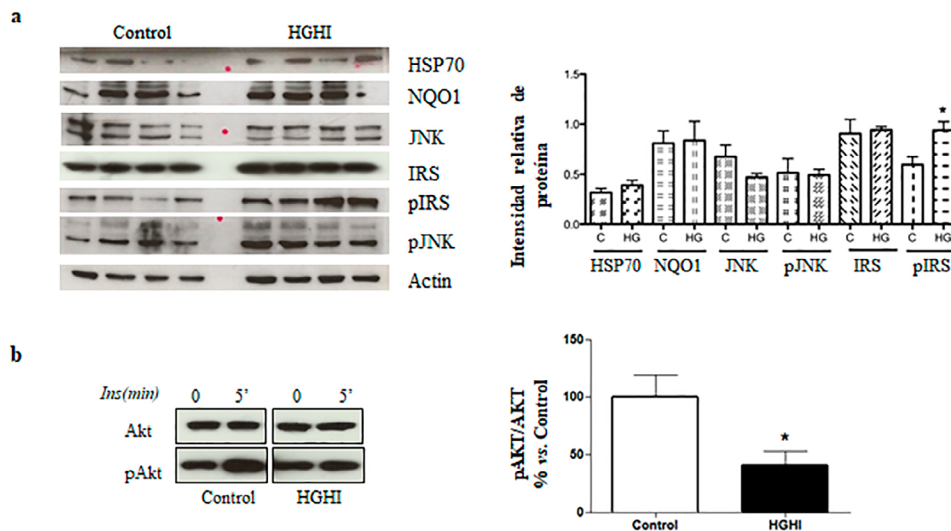 a
Control HGHI
HSP70
NQO1
JNK
IRS
pIRS
pJNK
Actin
Intensidad relativa de
proteína
1.5
1.0
0.5
0.0
*
C HG C HG C HG C HG C HG C HG
HSP70 NQO1 JNK pJNK IRS pIRS
b
Ins(min) 0 5’ 0 5’
Akt
pAkt
Control HGHI
pAKT/AKT
% vs. Control
150
100
50
0
*
Control HGHI